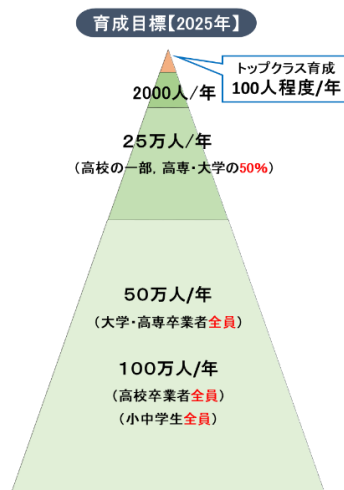 育成目標【2025年】
トップクラス育成
100人程度/年
2000人/年
25万人/年
（高校の一部，高専・大学の50%）
50万人/年
（大学・高専卒業者全員）
100万人/年
（高校卒業者全員）
（小中学生全員）